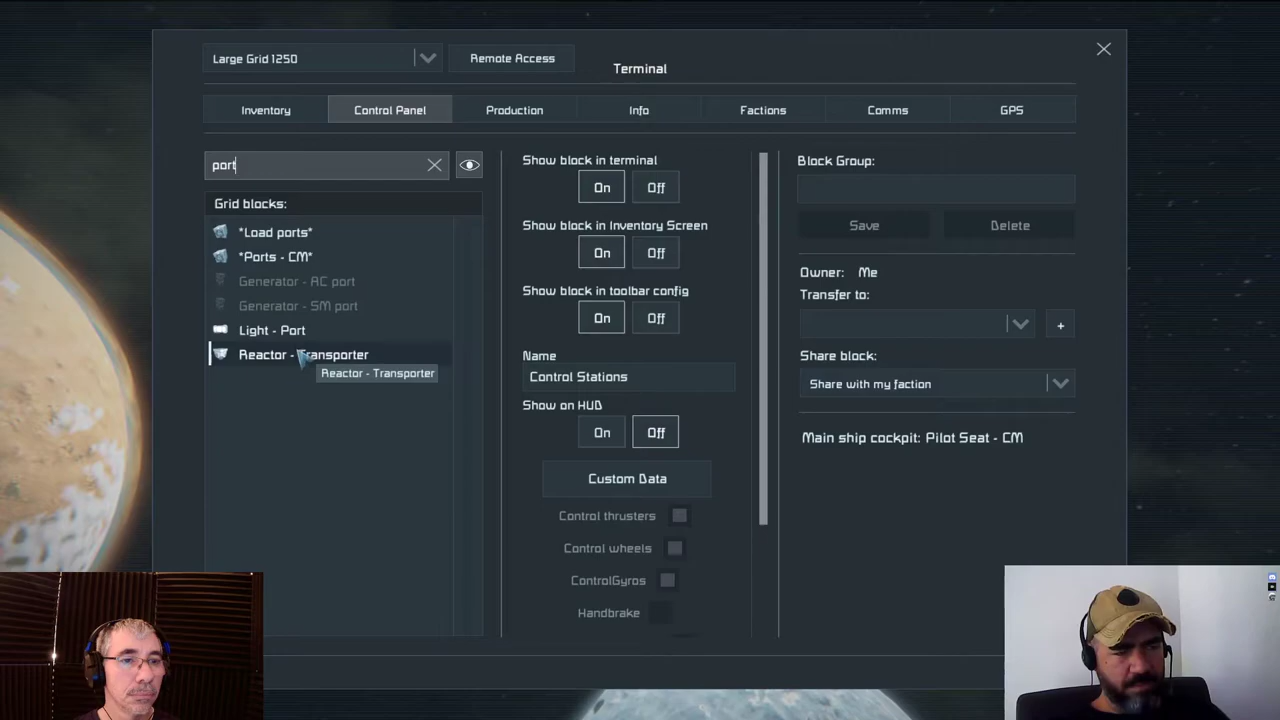 Large Grid 1250
Remote Access
Terminal
Inventory
Control Panel
Production
Info
Factions
Comms
GPS
port
Grid blocks:
*Load ports*
*Ports - CM*
Generator - AC port
Generator - SM port
Light - Port
Reactor - Transporter
Reactor - Transporter
Show block in terminal
On Off
Show block in Inventory Screen
On Off
Show block in toolbar config
On Off
Name
Control Stations
Show on HUD
On Off
Custom Data
Control thrusters
Control wheels
ControlGyros
Handbrake
Block Group:
Save Delete
Owner: Me
Transfer to:
+
Share block:
Share with my faction
Main ship cockpit: Pilot Seat - CM